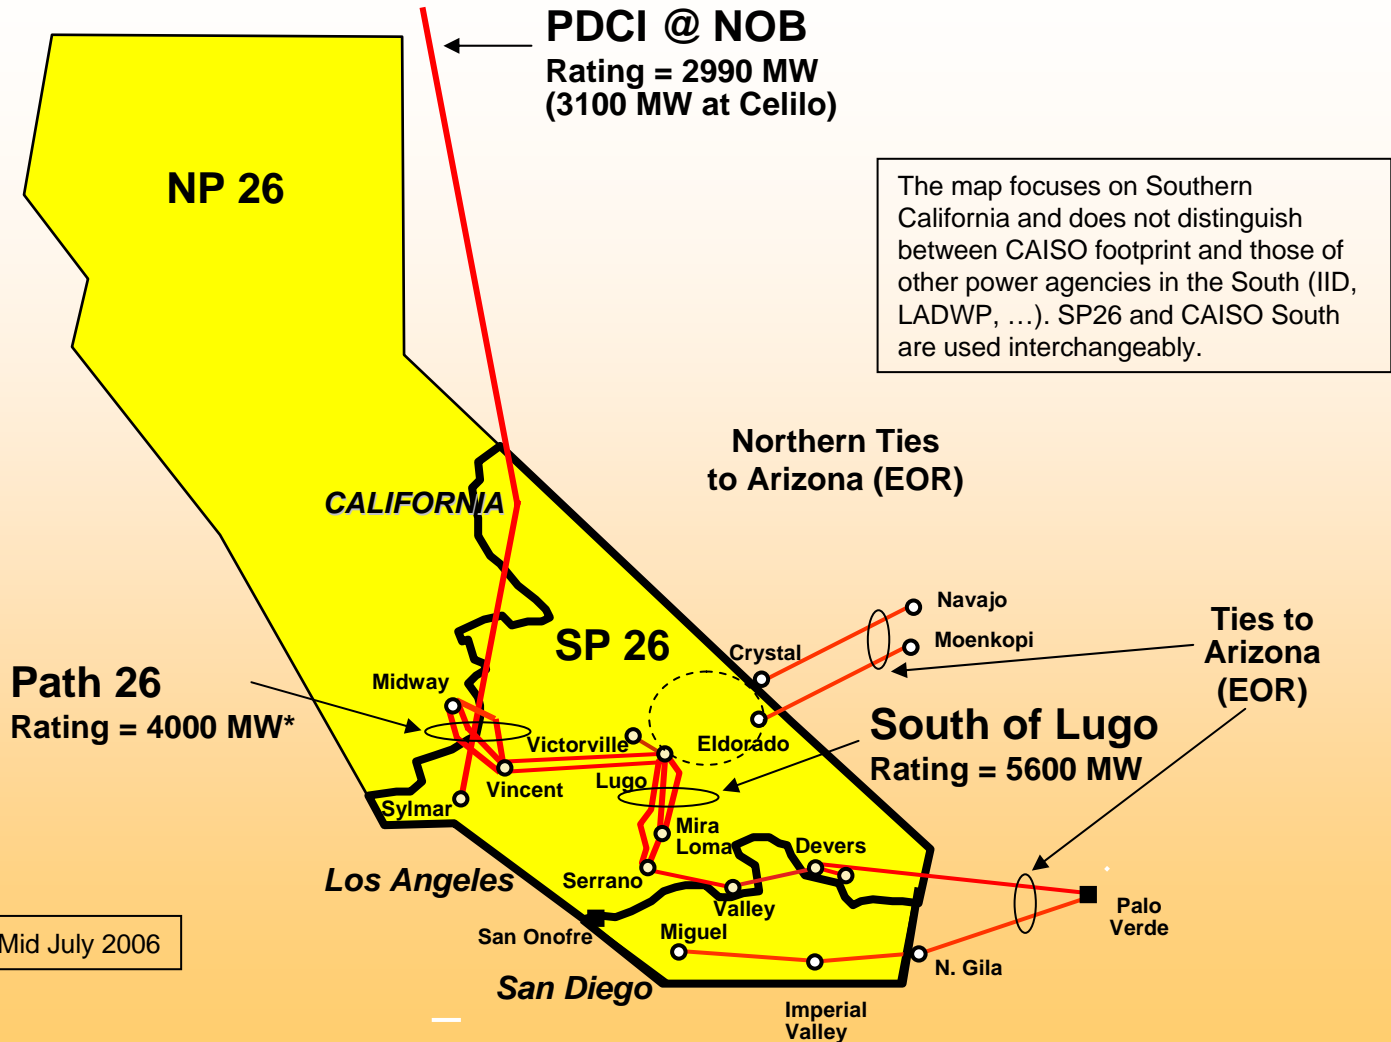 PDCI @ NOB
Rating = 2990 MW
(3100 MW at Celilo)
NP 26
The map focuses on Southern
California and does not distinguish
between CAISO footprint and those of
other power agencies in the South (IID,
LADWP, …). SP26 and CAISO South
are used interchangeably.
Northern Ties
to Arizona (EOR)
CALIFORNIA
Navajo
Moenkopi
Ties to
Arizona
(EOR)
SP 26
Crystal
Path 26
Rating = 4000 MW*
Midway
Victorville
Eldorado
South of Lugo
Rating = 5600 MW
Vincent
Lugo
Sylmar
Mira
Loma
Devers
Los Angeles
Serrano
Valley
Palo
Verde
San Onofre
Miguel
N. Gila
Mid July 2006
San Diego
Imperial
Valley